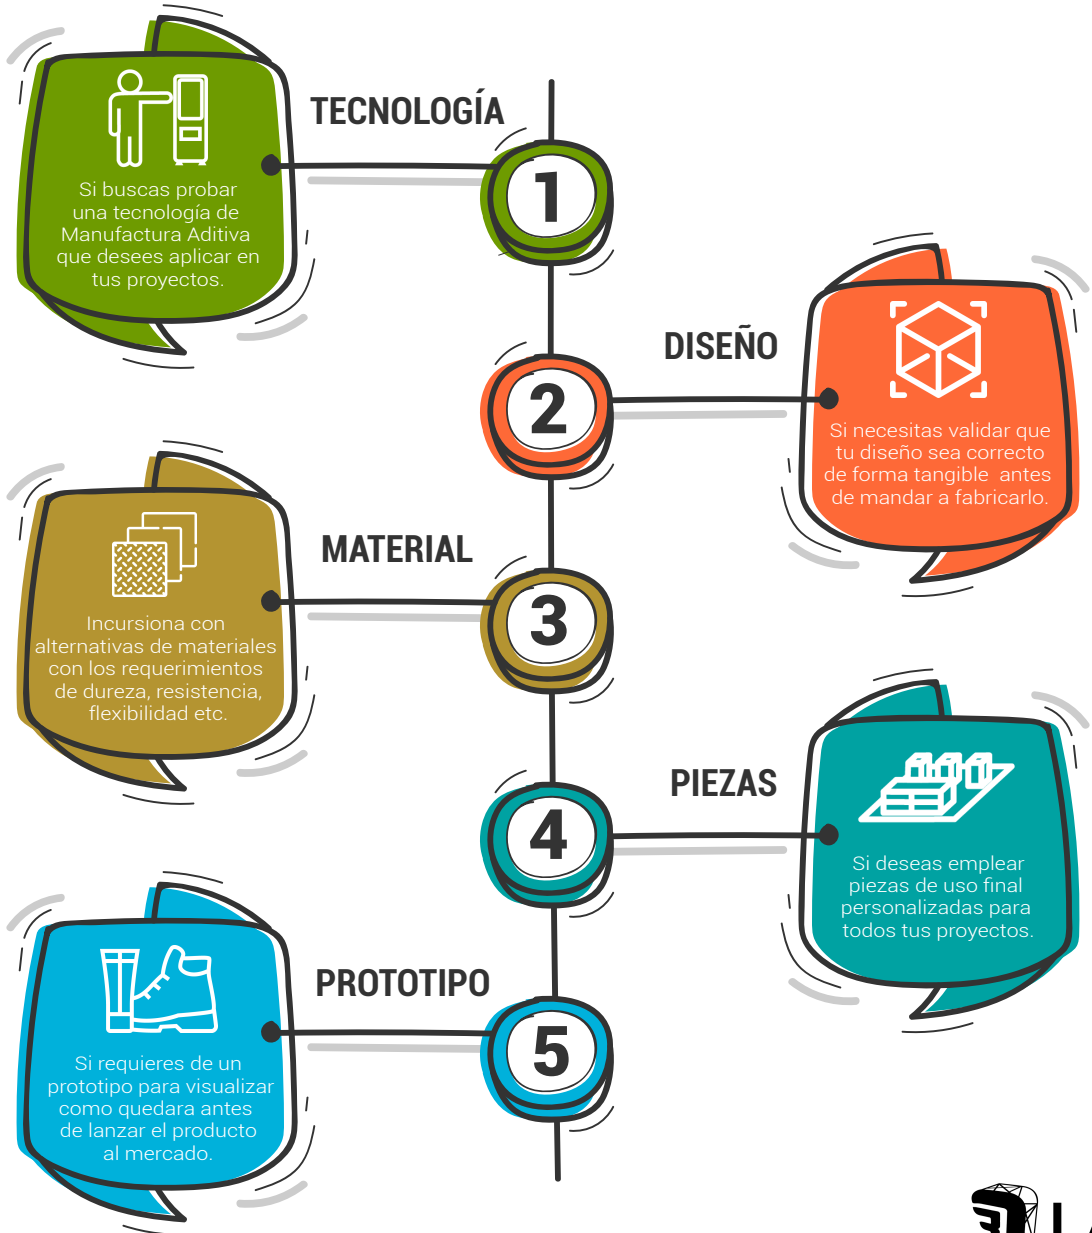 TECNOLOGÍA
1
Si buscas probar
una tecnología de
Manufactura Aditiva
que desees aplicar en
tus proyectos.
DISEÑO
2
Si necesitas validar que
tu diseño sea correcto
de forma tangible antes
de mandar a fabricarlo.
MATERIAL
3
Incursiona con
alternativas de materiales
con los requerimientos
de dureza, resistencia,
flexibilidad etc.
PIEZAS
4
Si deseas emplear
piezas de uso final
personalizadas para
todos tus proyectos.
PROTOTIPO
5
Si requieres de un
prototipo para visualizar
como quedara antes
de lanzar el producto
al mercado.